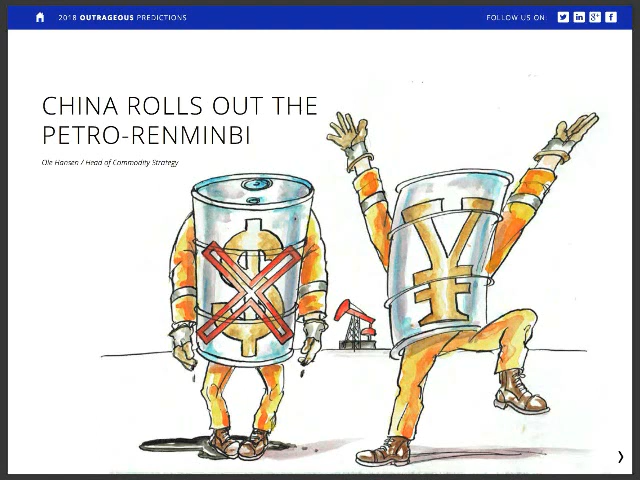 2018 OUTRAGEOUS PREDICTIONS
FOLLOW US ON:
CHINA ROLLS OUT THE
PETRO-RENMINBI
Ole Hansen / Head of Commodity Strategy
$
¥